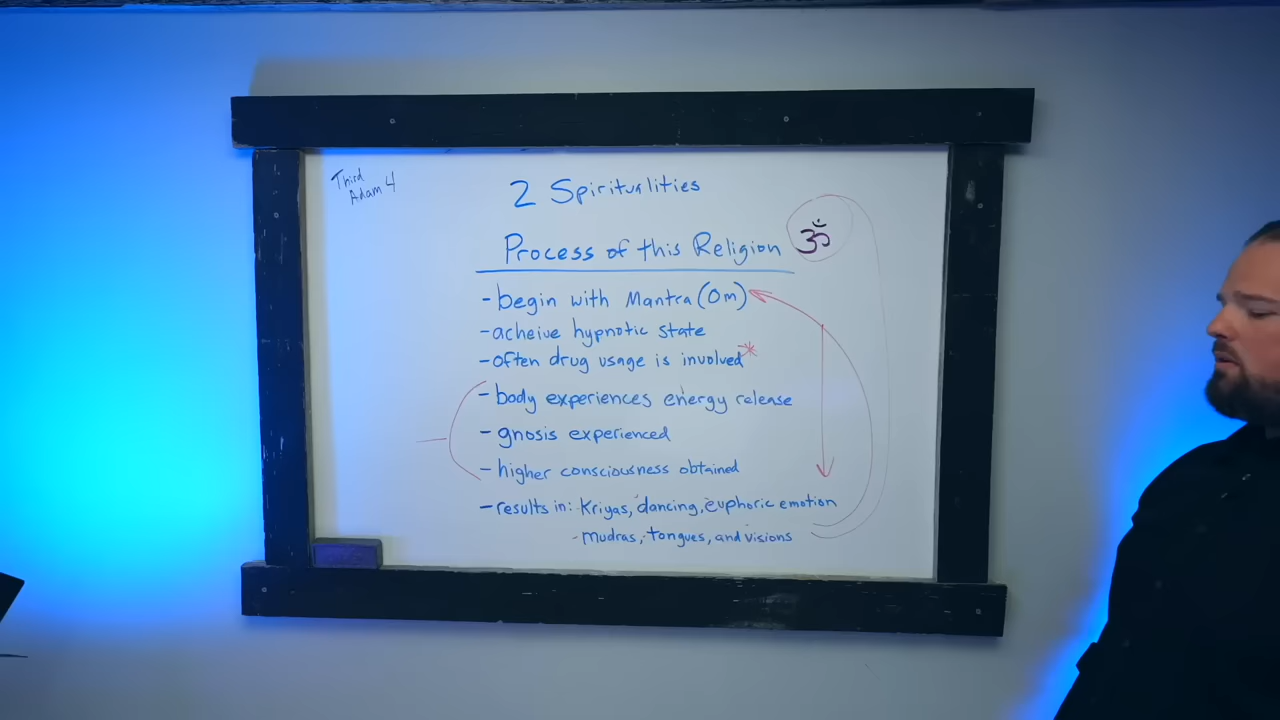 Third
Adam 4
2 Spiritualities
Process of this Religion ॐ
- begin with Mantra (Om)
- acheive hypnotic state
- often drug usage is involved *
- body experiences energy release
- gnosis experienced
- higher consciousness obtained
- results in: Kriyas, dancing, euphoric emotion
- mudras, tongues, and visions